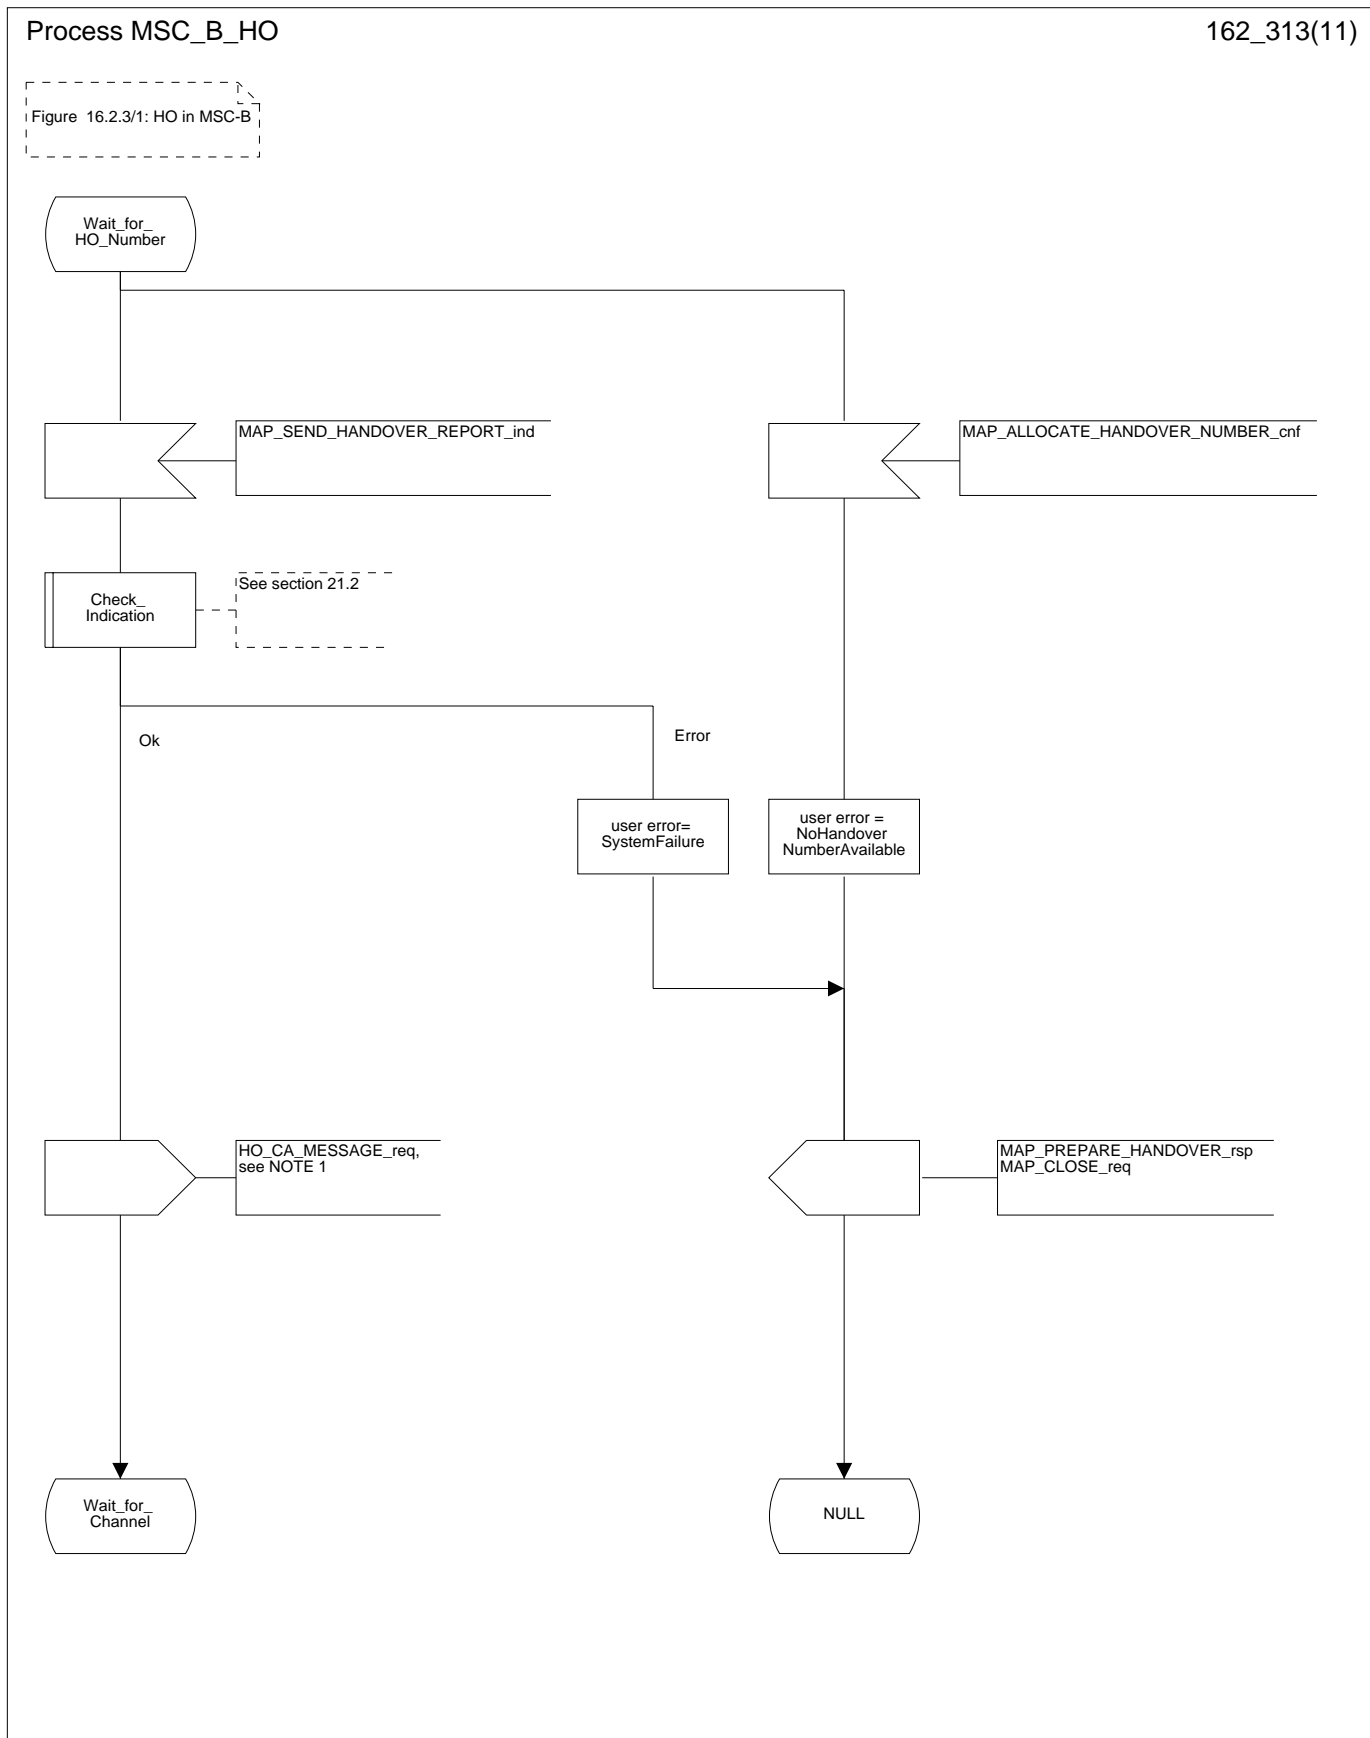 Process MSC_B_HO
162_313(11)
Figure 16.2.3/1: HO in MSC-B
Wait_for_
HO_Number
MAP_SEND_HANDOVER_REPORT_ind
MAP_ALLOCATE_HANDOVER_NUMBER_cnf
Check_
Indication
See section 21.2
Ok
Error
user error=
SystemFailure
user error =
NoHandover
NumberAvailable
HO_CA_MESSAGE_req,
see NOTE 1
MAP_PREPARE_HANDOVER_rsp
MAP_CLOSE_req
Wait_for_
Channel
NULL